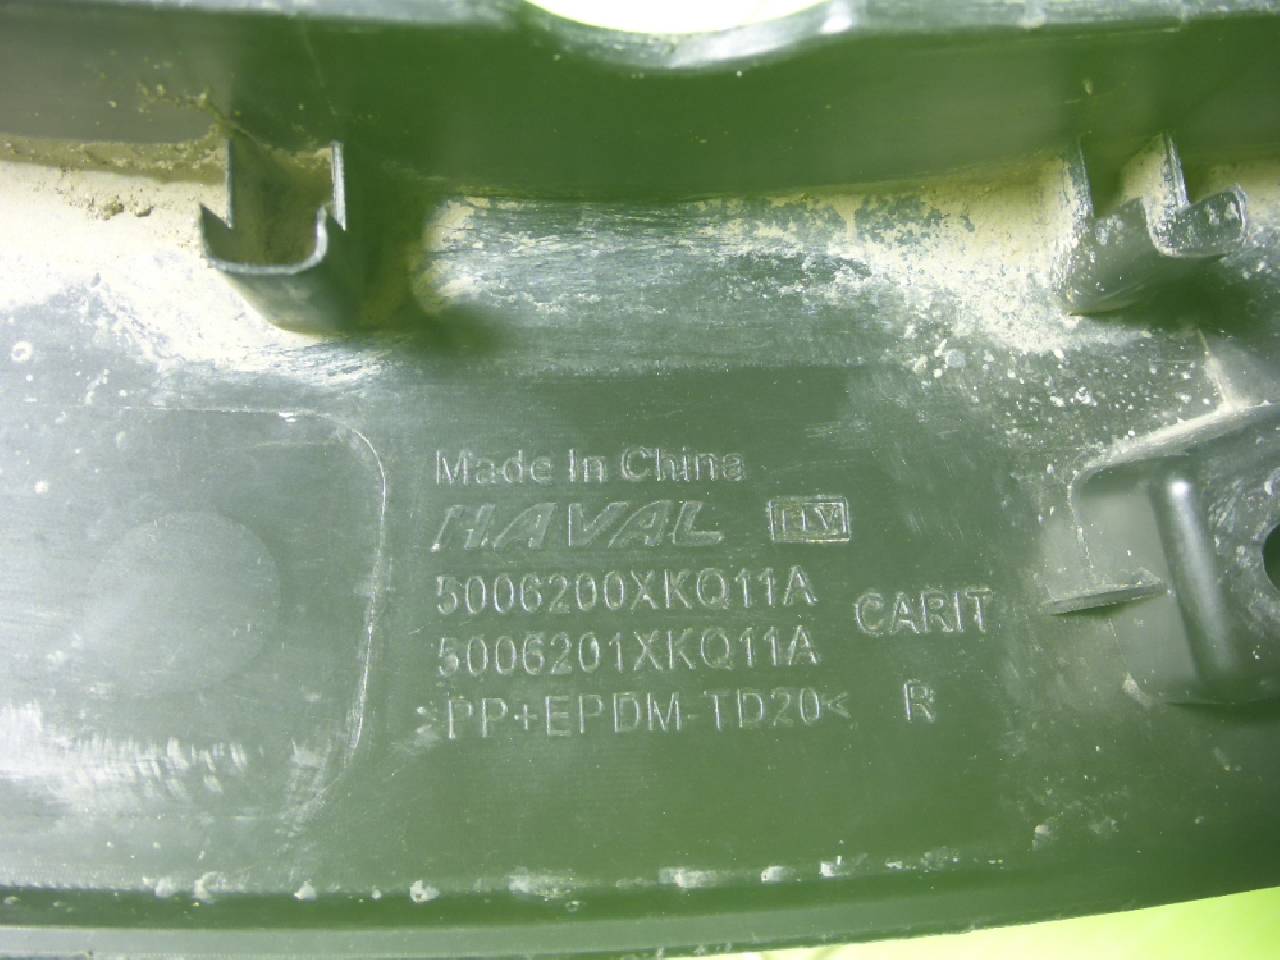 Made In China
HAVAL
5006200XKQ11A
5006201XKQ11A
CARIT
>PP+EPDM-TD20< R